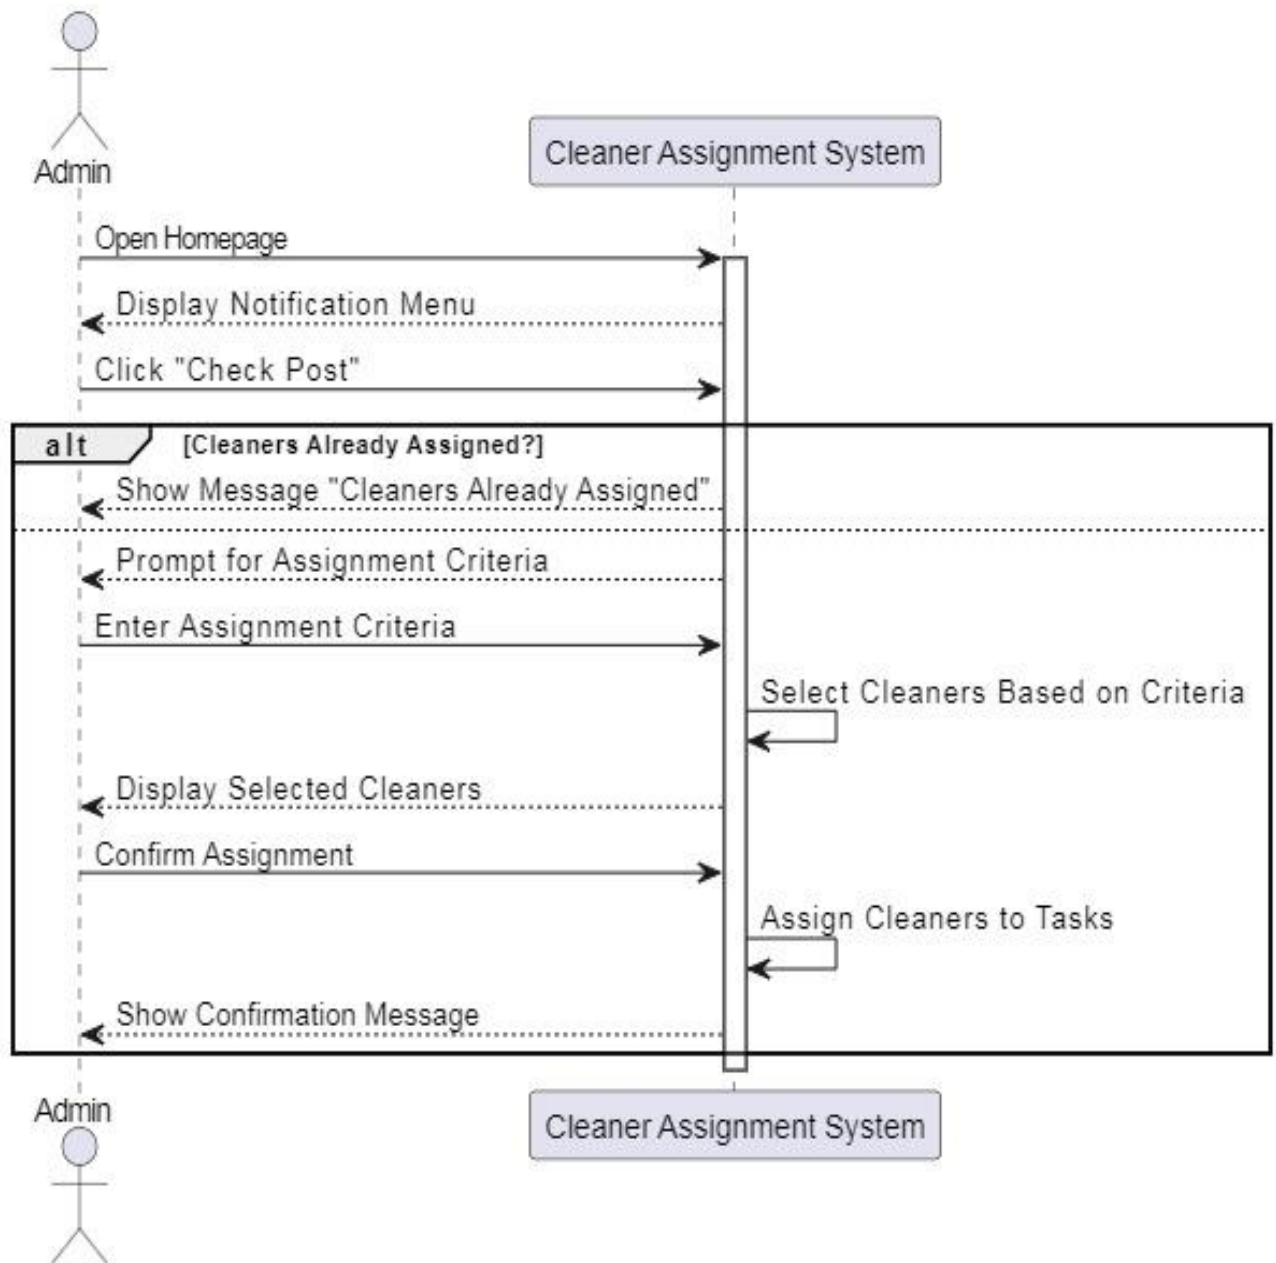 Admin
Cleaner Assignment System
Open Homepage
Display Notification Menu
Click "Check Post"
alt [Cleaners Already Assigned?]
Show Message "Cleaners Already Assigned"
Prompt for Assignment Criteria
Enter Assignment Criteria
Select Cleaners Based on Criteria
Display Selected Cleaners
Confirm Assignment
Assign Cleaners to Tasks
Show Confirmation Message
Admin
Cleaner Assignment System